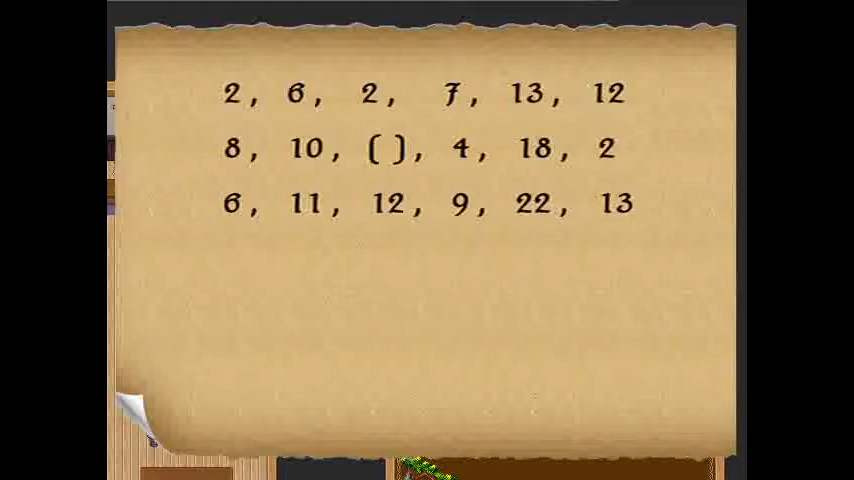 2, 6, 2, 7, 13, 12
8, 10, ( ), 4, 18, 2
6, 11, 12, 9, 22, 13